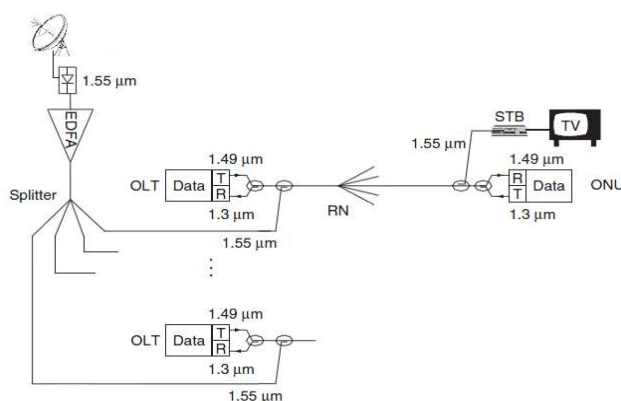 1.55 μm
EDFA
Splitter
STB
TV
1.55 μm
1.49 μm
OLT Data T
R
1.3 μm
RN
1.49 μm
R Data ONU
T
1.3 μm
1.55 μm
1.49 μm
OLT Data T
R
1.3 μm
1.55 μm